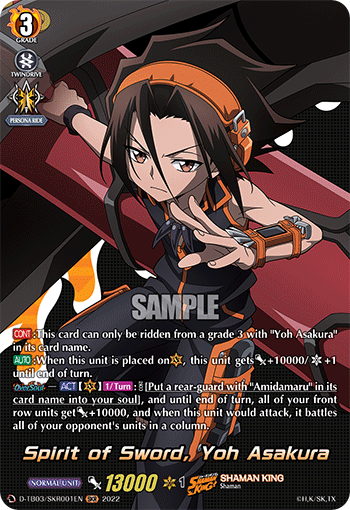 3
GRADE
TWINDRIVE
PERSONA RIDE
SAMPLE
CONT:This card can only be ridden from a grade 3 with "Yoh Asakura"
in its card name.
AUTO:When this unit is placed on , this unit gets +10000/ +1
until end of turn.
OverSoul ACT【 】1/Turn:COST[Put a rear-guard with "Amidamaru" in its
card name into your soul], and until end of turn, all of your front
row units get +10000, and when this unit would attack, it battles
all of your opponent's units in a column.
Spirit of Sword, Yoh Asakura
NORMAL UNIT 13000 1 SHAMAN KING SHAMAN KING
Shaman
D-TB03/SKR001EN SKR 2022 ©H,K/SK,TX